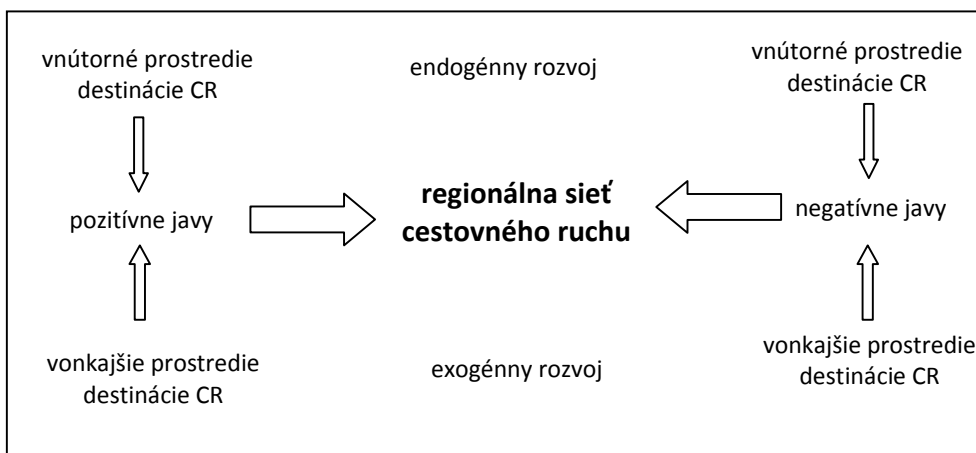 vnútorné prostredie
destinácie CR
endogénny rozvoj
vnútorné prostredie
destinácie CR
pozitívne javy
regionálna sieť
cestovného ruchu
negatívne javy
vonkajšie prostredie
destinácie CR
exogénny rozvoj
vonkajšie prostredie
destinácie CR